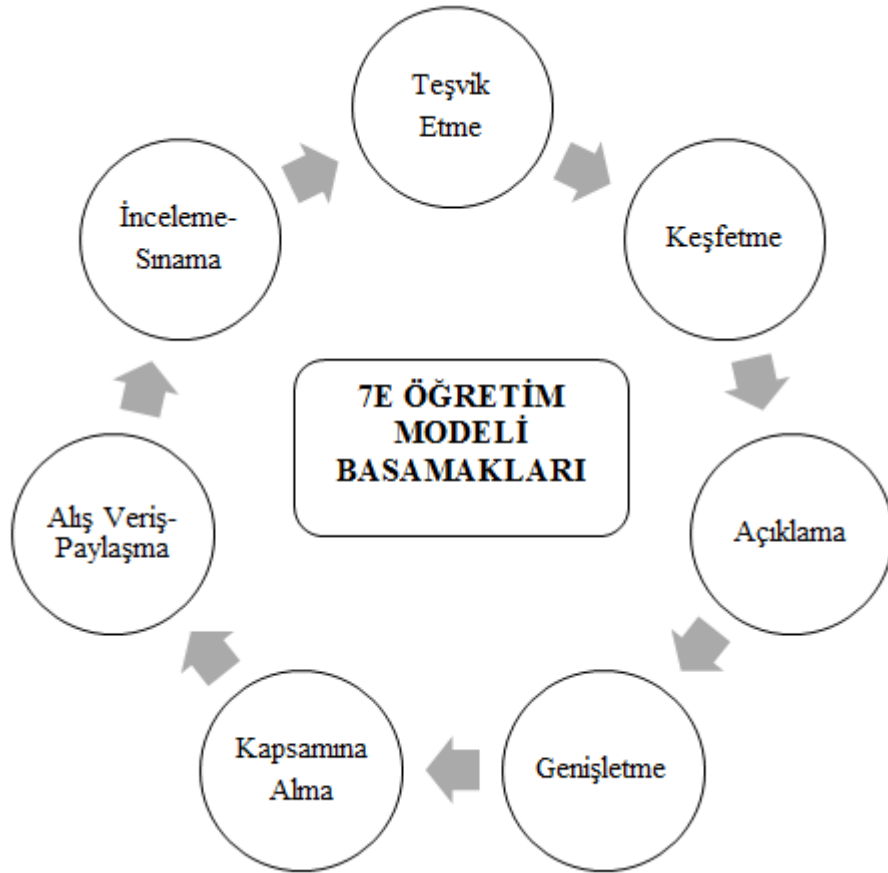 Teşvik
Etme
Keşfetme
Açıklama
Genişletme
Kapsamına
Alma
Alış Veriş-
Paylaşma
İnceleme-
Sınama
7E ÖĞRETİM
MODELİ
BASAMAKLARI